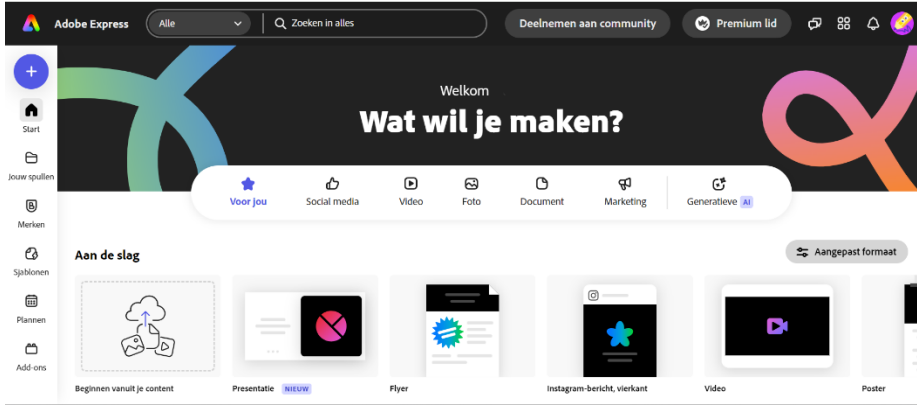 Adobe Express
Alle
Zoeken in alles
Deelnemen aan community
Premium lid
Start
Jouw spullen
Merken
Sjablonen
Plannen
Add-ons
Welkom
Wat wil je maken?
Voor jou
Social media
Video
Foto
Document
Marketing
Generatieve AI
Aan de slag
Aangepast formaat
Beginnen vanuit je content
Presentatie NIEUW
Flyer
Instagram-bericht, vierkant
Video
Poster